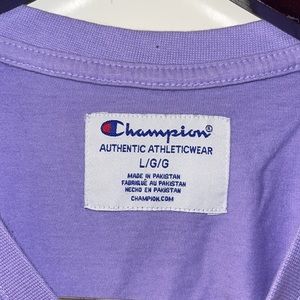 Champion®
AUTHENTIC ATHLETICWEAR
L/G/G
MADE IN PAKISTAN
FABRIQUÉ AU PAKISTAN
HECHO EN PAKISTAN
CHAMPION.COM